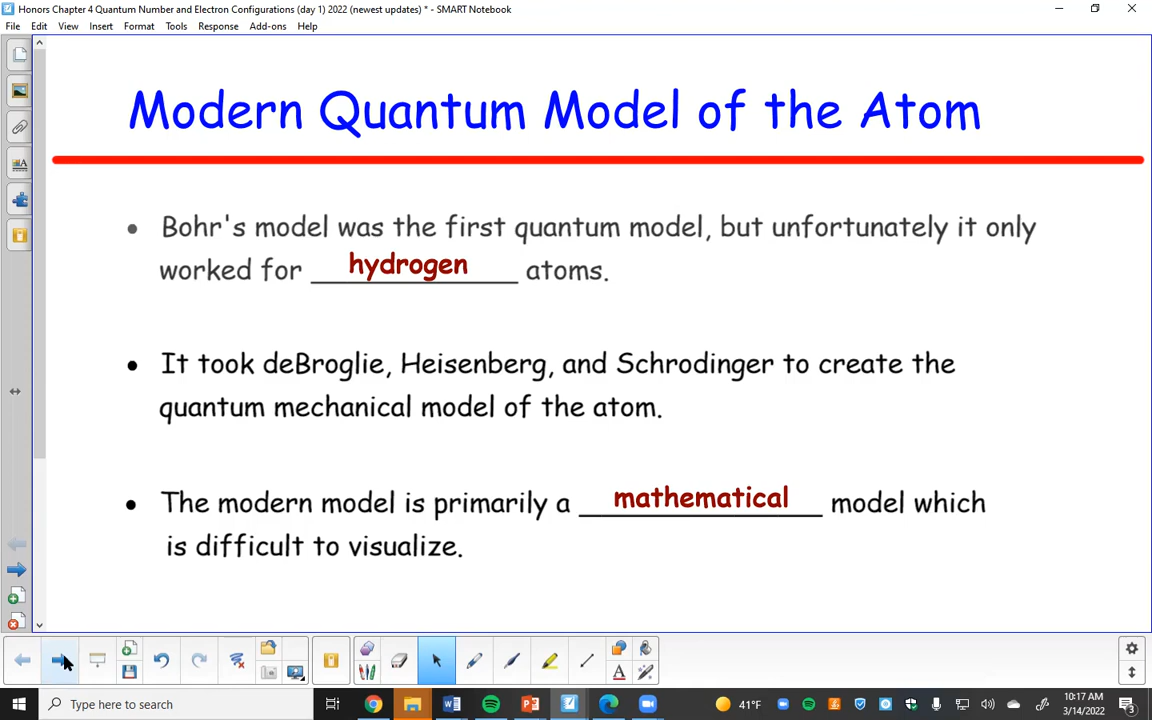 Honors Chapter 4 Quantum Number and Electron Configurations (day 1) 2022 (newest updates) * - SMART Notebook
File Edit View Insert Format Tools Response Add-ons Help
Modern Quantum Model of the Atom
• Bohr's model was the first quantum model, but unfortunately it only
worked for hydrogen atoms.
• It took deBroglie, Heisenberg, and Schrodinger to create the
quantum mechanical model of the atom.
• The modern model is primarily a mathematical model which
is difficult to visualize.
Type here to search
41°F
10:17 AM
3/14/2022
3